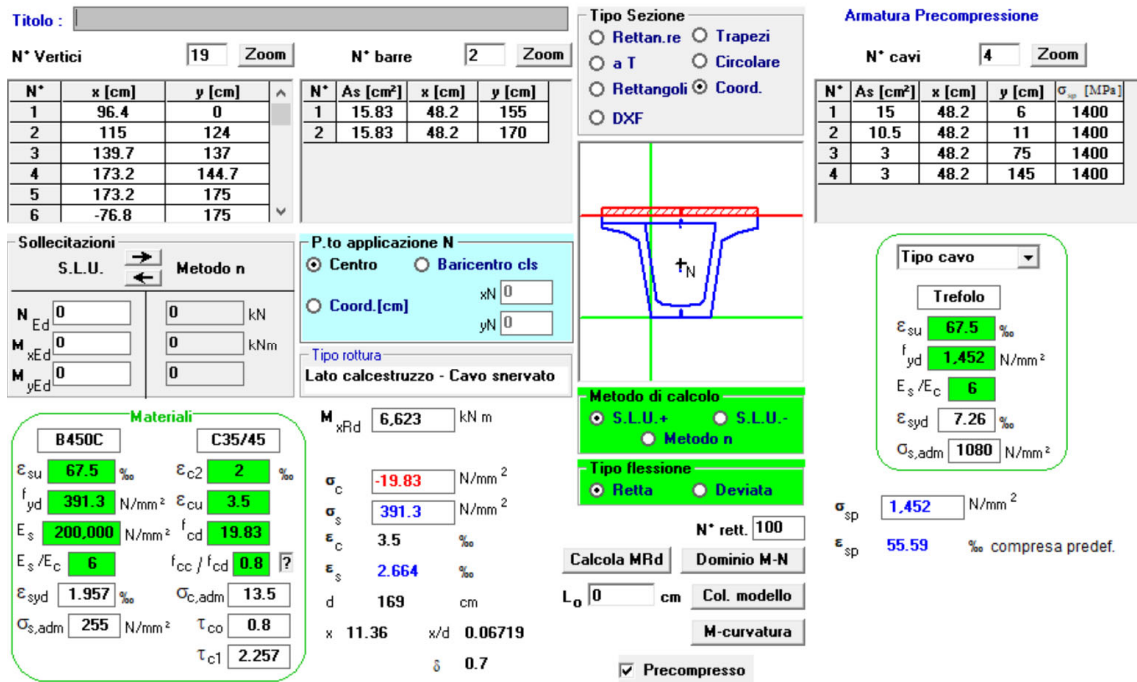 Titolo :
N° Vertici 19 Zoom N° barre 2 Zoom
N° x [cm] y [cm]
1 96.4 0
2 115 124
3 139.7 137
4 173.2 144.7
5 173.2 175
6 -76.8 175
N° As [cm²] x [cm] y [cm]
1 15.83 48.2 155
2 15.83 48.2 170
Tipo Sezione
Rettan.re Trapezi
a T Circolare
Rettangoli Coord.
DXF
Armatura Precompressione
N° cavi 4 Zoom
N° As [cm²] x [cm] y [cm] σsp [MPa]
1 15 48.2 6 1400
2 10.5 48.2 11 1400
3 3 48.2 75 1400
4 3 48.2 145 1400
Sollecitazioni
S.L.U. Metodo n
N Ed 0 0 kN
M xEd 0 0 kNm
M yEd 0 0
P.to applicazione N
Centro Baricentro cls
Coord.[cm] xN 0
yN 0
Tipo rottura
Lato calcestruzzo - Cavo snervato
N
Tipo cavo
Trefolo
εsu 67.5 ‰
fyd 1,452 N/mm²
Es/Ec 6
εsyd 7.26 ‰
σs,adm 1080 N/mm²
σsp 1,452 N/mm²
εsp 55.59 ‰ compresa predef.
Materiali
B450C C35/45
εsu 67.5 ‰ εc2 2 ‰
fyd 391.3 N/mm² εcu 3.5
Es 200,000 N/mm² fcd 19.83
Es/Ec 6 fcc / fcd 0.8 ?
εsyd 1.957 ‰ σc,adm 13.5
σs,adm 255 N/mm² τco 0.8
τc1 2.257
M xRd 6,623 kN m
σc -19.83 N/mm²
σs 391.3 N/mm²
εc 3.5 ‰
εs 2.664 ‰
d 169 cm
x 11.36 x/d 0.06719
δ 0.7
Metodo di calcolo
S.L.U.+ S.L.U.-
Metodo n
Tipo flessione
Retta Deviata
N° rett. 100
Calcola MRd Dominio M-N
Lo 0 cm Col. modello
M-curvatura
Precompresso